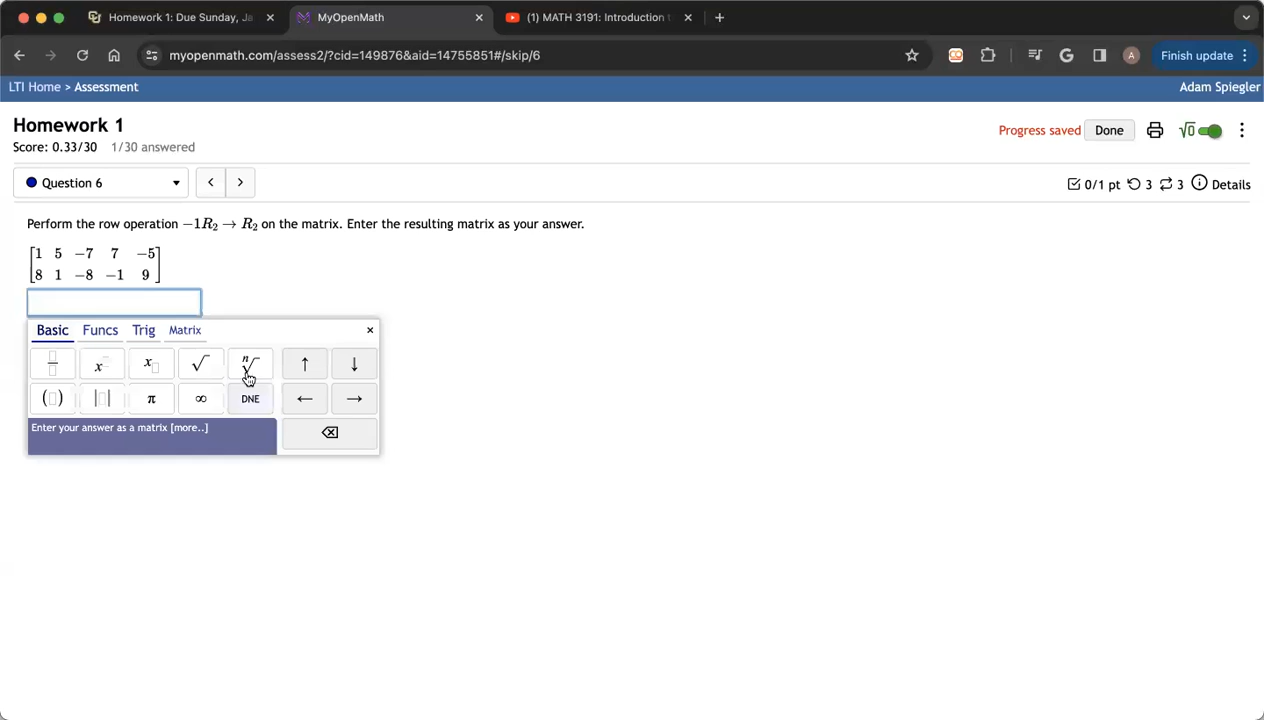 Homework 1: Due Sunday, Ja
MyOpenMath
(1) MATH 3191: Introduction t
myopenmath.com/assess2/?cid=149876&aid=14755851#/skip/6
A
Finish update
LTI Home > Assessment
Adam Spiegler
Homework 1
Progress saved
Done
√0
Score: 0.33/30 1/30 answered
Question 6
<
>
0/1 pt 3 3 Details
Perform the row operation −1R₂ → R₂ on the matrix. Enter the resulting matrix as your answer.
1 5 −7 7 −5
8 1 −8 −1 9
Basic Funcs Trig Matrix ×
x x √ n√ ↑ ↓
() || π ∞ DNE ← →
Enter your answer as a matrix [more..]